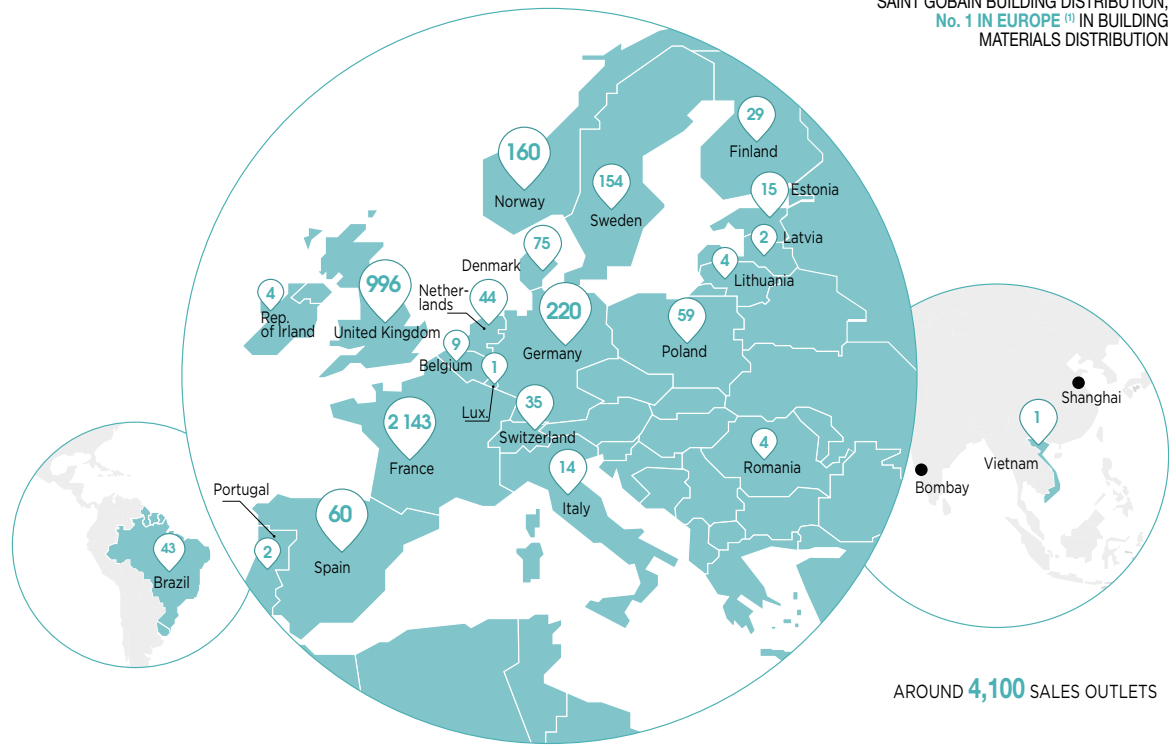 SAINT GOBAIN BUILDING DISTRIBUTION,
No. 1 IN EUROPE (1) IN BUILDING
MATERIALS DISTRIBUTION
29
Finland
160
Norway
154
Sweden
15
Estonia
75
Denmark
2
Latvia
4
Lithuania
4
Rep.
of Irland
996
United Kingdom
Nether-
lands
44
220
Germany
59
Poland
9
Belgium
1
Lux.
2 143
France
35
Switzerland
14
Italy
4
Romania
Portugal
2
60
Spain
43
Brazil
Shanghai
1
Vietnam
Bombay
AROUND 4,100 SALES OUTLETS